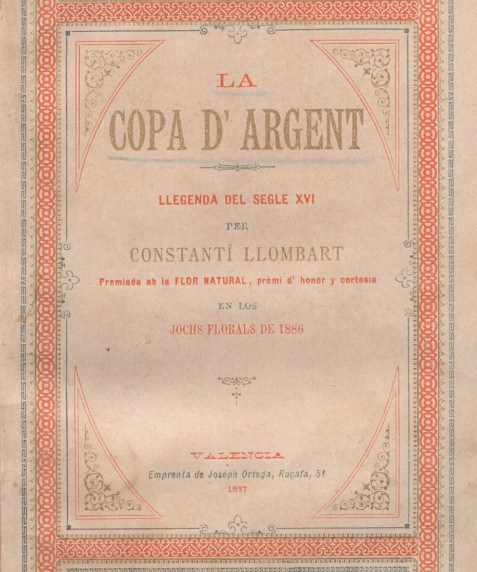 LA
COPA D' ARGENT
LLEGENDA DEL SEGLE XVI
PER
CONSTANTÍ LLOMBART
Premiada ab la FLOR NATURAL, prèmi d' honor y cortesía
EN LOS
JOCHS FLORALS DE 1886
VALENCIA
Emprenta de Joseph Ortega, Ruçafa, 51
1887